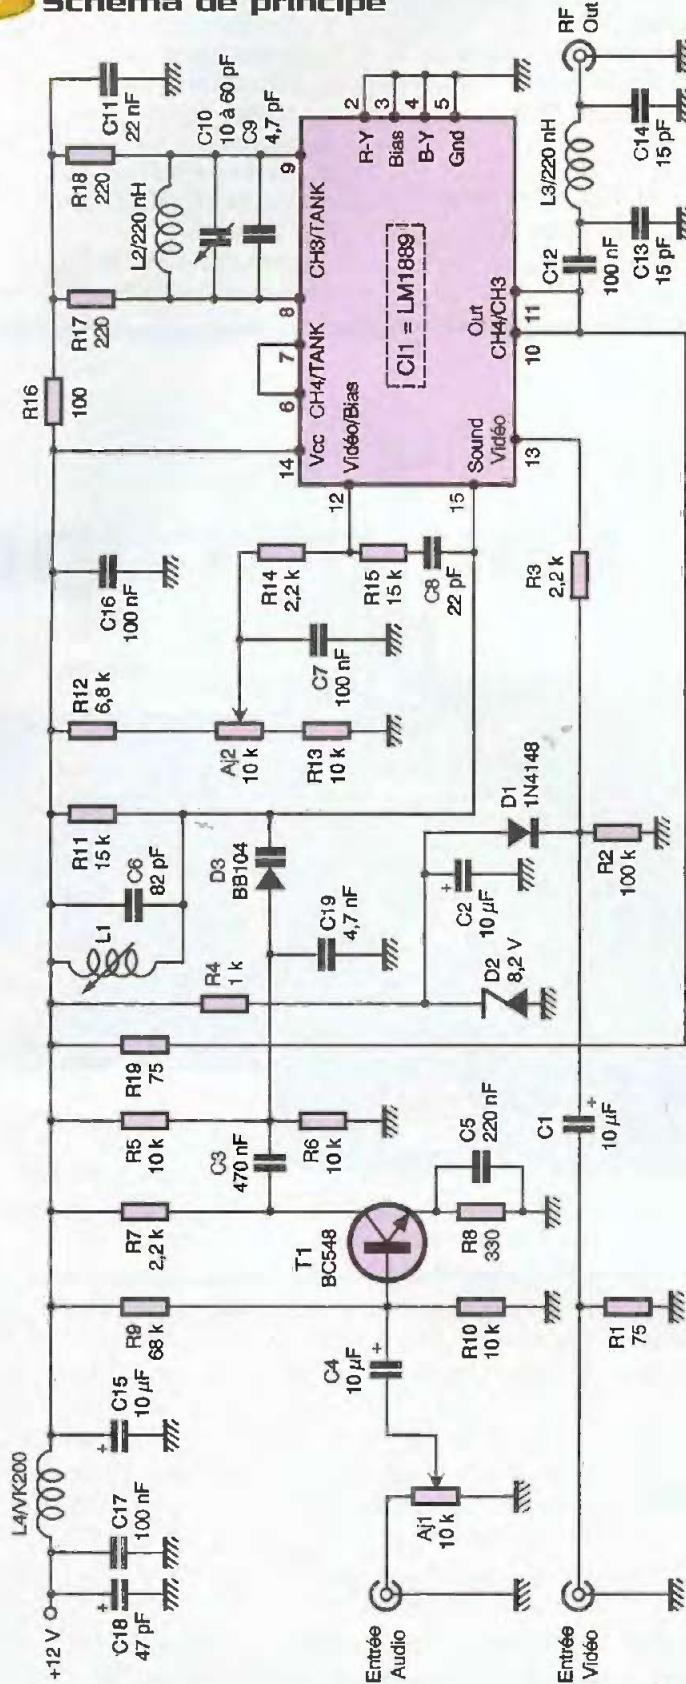 Schéma de principe
L4/VK200
+12 V
C18
47 pF
C17
100 nF
C15
10 µF
R9
68 k
R7
2,2 k
R5
10 k
R19
75
R4
1 k
L1
C6
82 pF
R11
15 k
R12
6,8 k
C16
100 nF
R16
100
R17
220
L2/220 nH
R18
220
C10
10 à 60 pF
C9
4,7 pF
C11
22 nF
Entrée
Audio
Aj1
10 k
C4
10 µF
+
R10
10 k
T1
BC548
R8
330
C5
220 nF
C3
470 nF
R6
10 k
C19
4,7 nF
D3
BB104
Aj2
10 k
R13
10 k
C7
100 nF
R14
2,2 k
R15
15 k
C8
22 pF
D2
8,2 V
C2
10 µF
+
D1
1N4148
R2
100 k
R3
2,2 k
Entrée
Vidéo
R1
75
C1
10 µF
+
14
6
7
8
9
Vcc
CH4/TANK
CH3/TANK
12
Vidéo/Bias
15
Sound
Vidéo
13
CI1 = LM1889
Out
CH4/CH3
10
11
2
R-Y
3
Bias
4
B-Y
5
Gnd
C12
100 nF
C13
15 pF
L3/220 nH
C14
15 pF
RF
Out